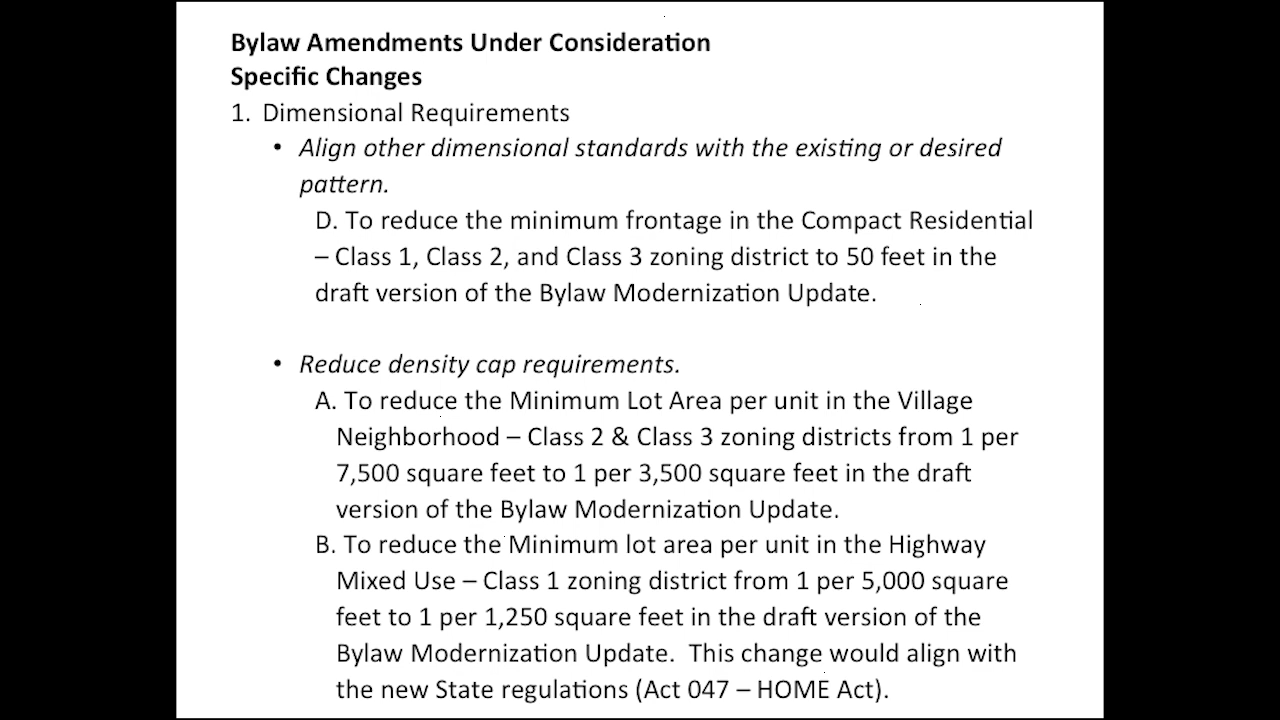 Bylaw Amendments Under Consideration
Specific Changes
1. Dimensional Requirements
• Align other dimensional standards with the existing or desired
pattern.
D. To reduce the minimum frontage in the Compact Residential
– Class 1, Class 2, and Class 3 zoning district to 50 feet in the
draft version of the Bylaw Modernization Update.
• Reduce density cap requirements.
A. To reduce the Minimum Lot Area per unit in the Village
Neighborhood – Class 2 & Class 3 zoning districts from 1 per
7,500 square feet to 1 per 3,500 square feet in the draft
version of the Bylaw Modernization Update.
B. To reduce the Minimum lot area per unit in the Highway
Mixed Use – Class 1 zoning district from 1 per 5,000 square
feet to 1 per 1,250 square feet in the draft version of the
Bylaw Modernization Update.  This change would align with
the new State regulations (Act 047 – HOME Act).